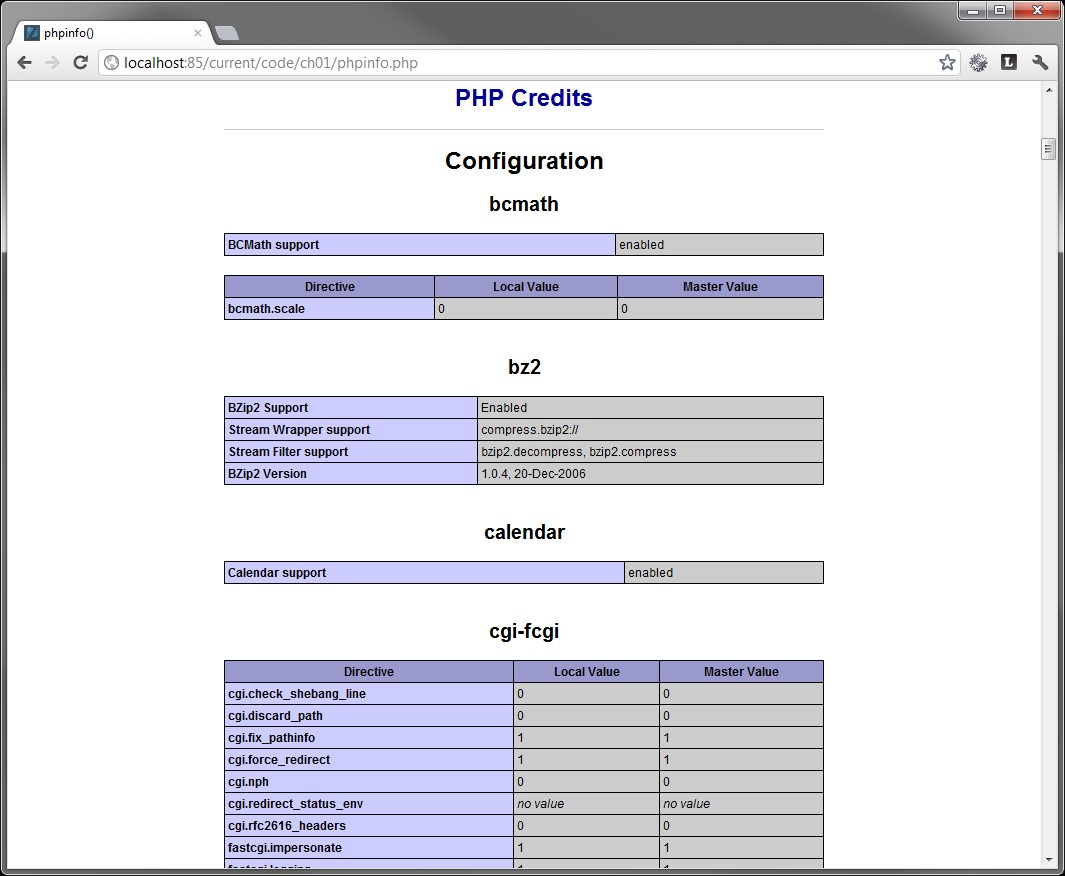 phpinfo()
localhost:85/current/code/ch01/phpinfo.php
PHP Credits
Configuration
bcmath
BCMath support enabled
Directive Local Value Master Value
bcmath.scale 0 0
bz2
BZip2 Support Enabled
Stream Wrapper support compress.bzip2://
Stream Filter support bzip2.decompress, bzip2.compress
BZip2 Version 1.0.4, 20-Dec-2006
calendar
Calendar support enabled
cgi-fcgi
Directive Local Value Master Value
cgi.check_shebang_line 0 0
cgi.discard_path 0 0
cgi.fix_pathinfo 1 1
cgi.force_redirect 1 1
cgi.nph 0 0
cgi.redirect_status_env no value no value
cgi.rfc2616_headers 0 0
fastcgi.impersonate 1 1